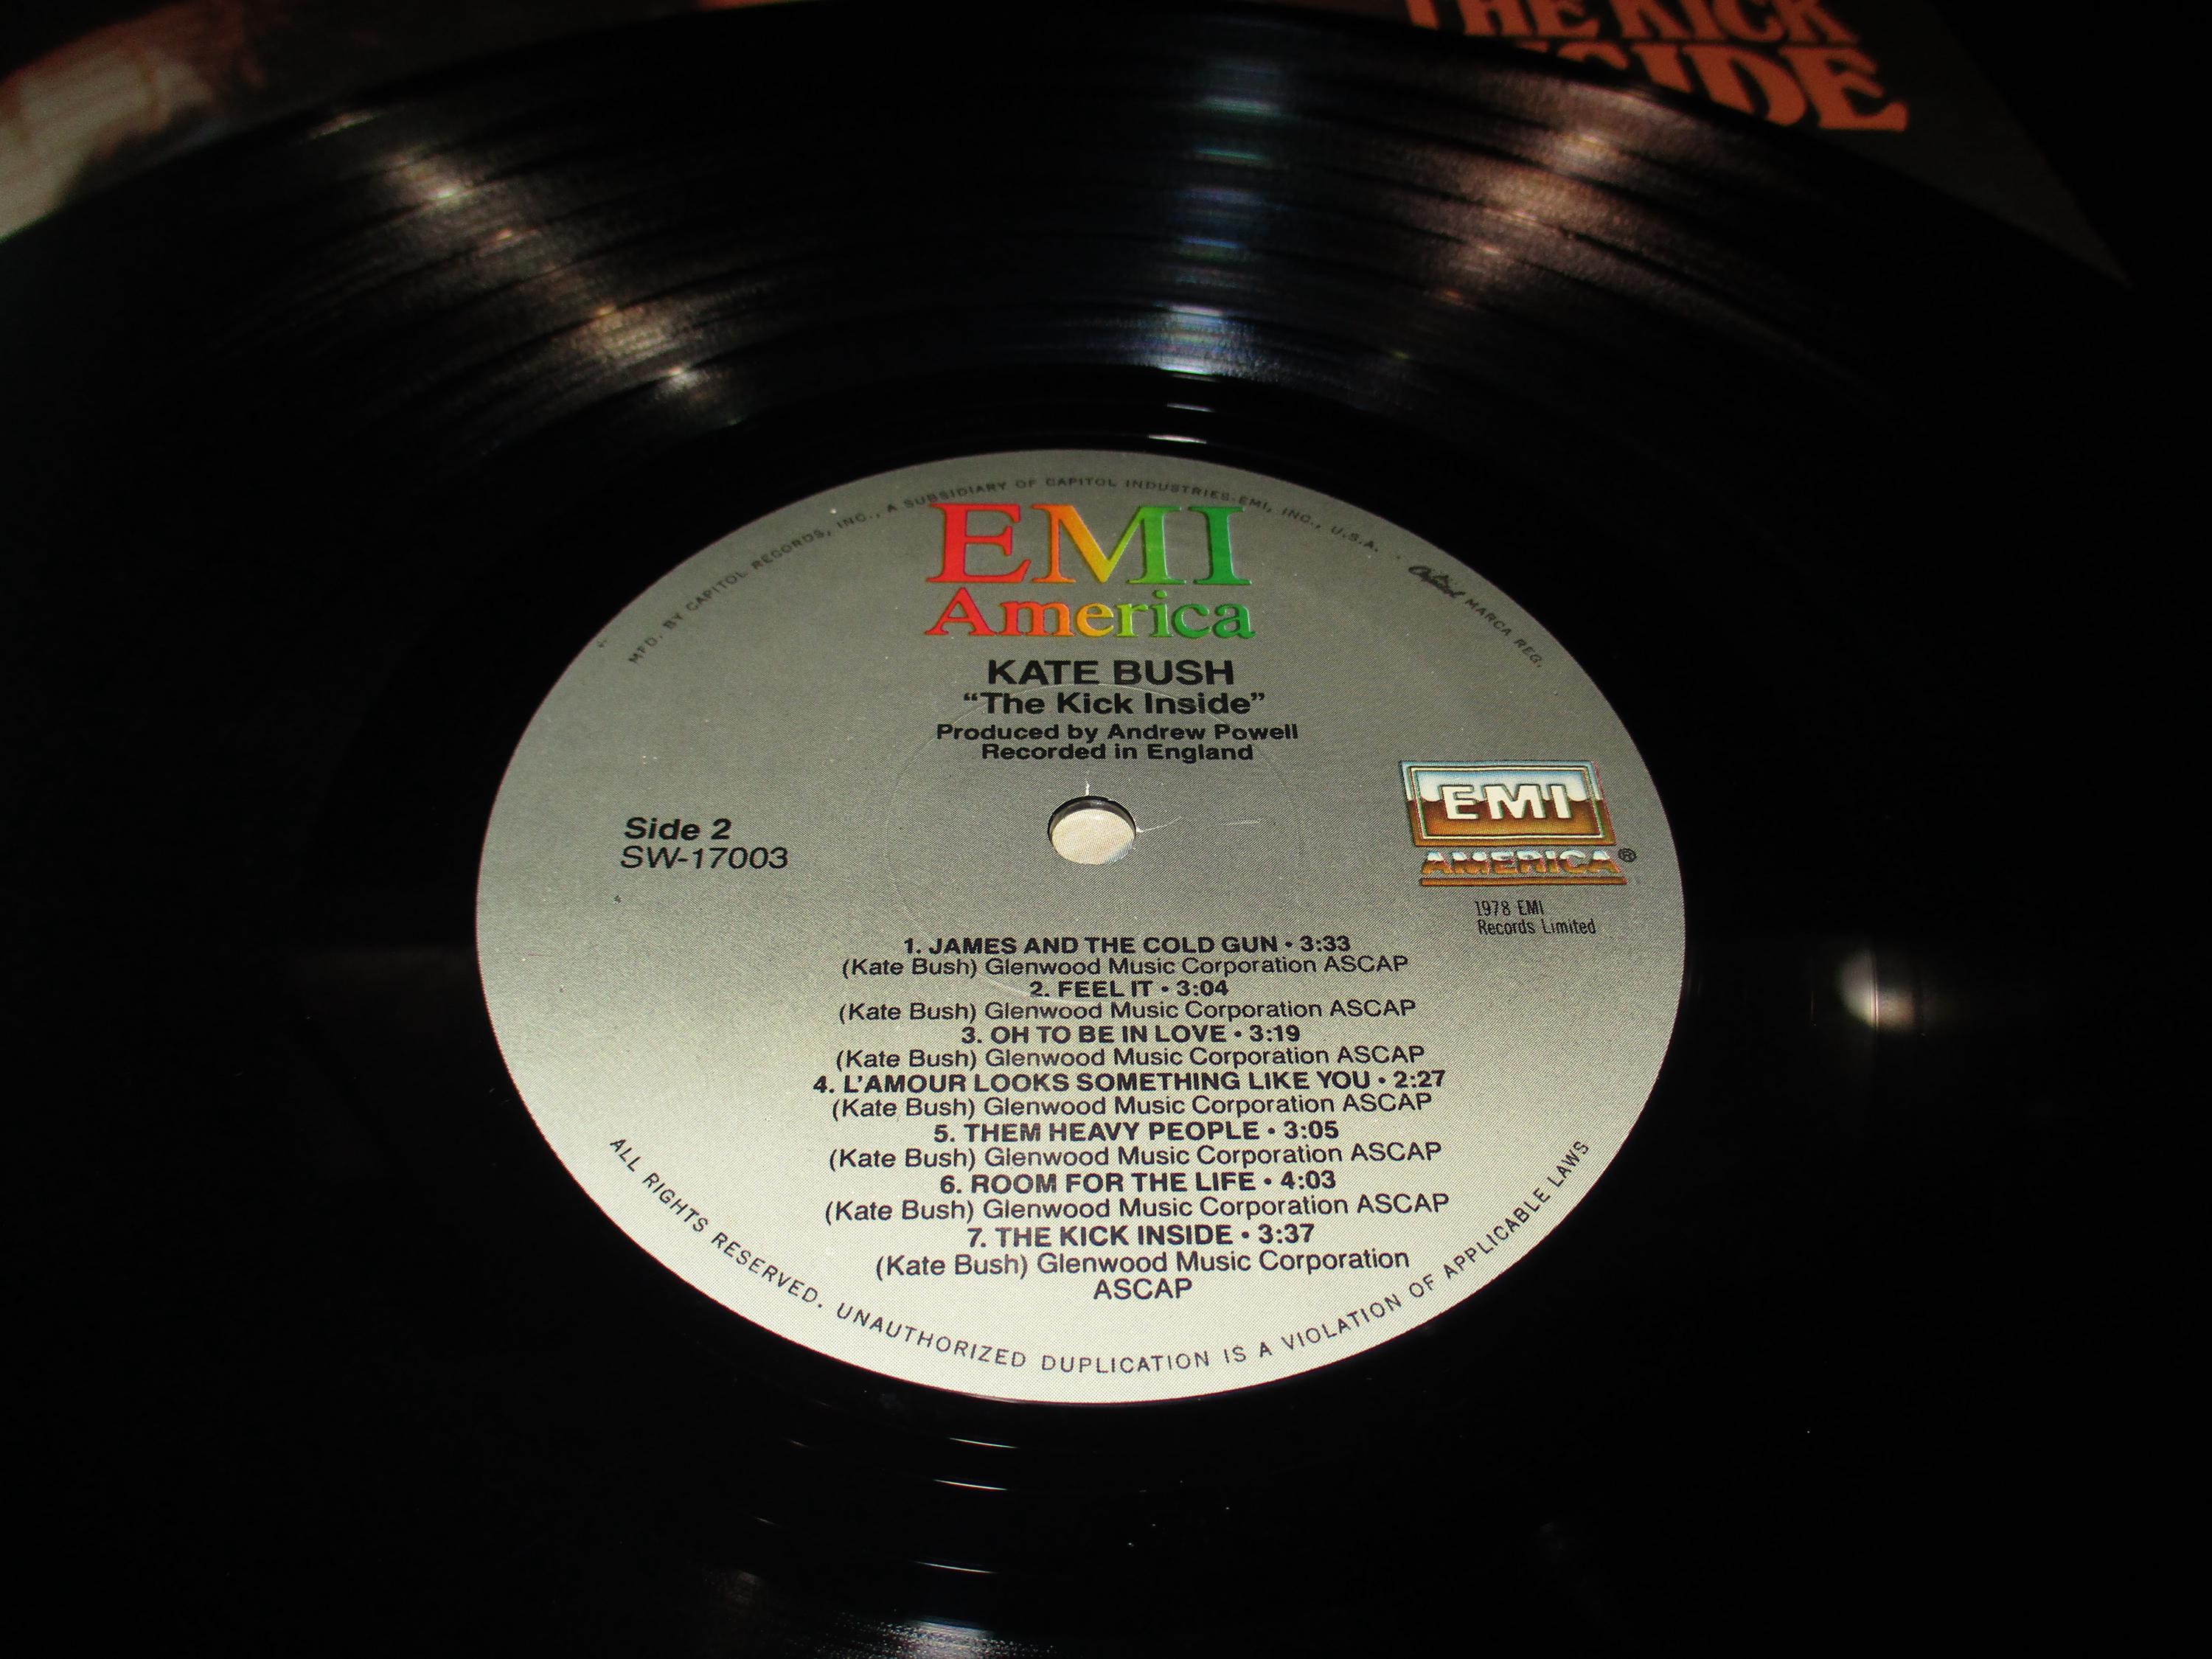 THE KICK
SIDE
MFD. BY CAPITOL RECORDS, INC., A SUBSIDIARY OF CAPITOL INDUSTRIES-EMI, INC., U.S.A. · Capitol MARCA REG.
EMI
America
KATE BUSH
“The Kick Inside”
Produced by Andrew Powell
Recorded in England
Side 2
SW-17003
EMI
AMERICA®
1978 EMI
Records Limited
1. JAMES AND THE COLD GUN • 3:33
(Kate Bush) Glenwood Music Corporation ASCAP
2. FEEL IT • 3:04
(Kate Bush) Glenwood Music Corporation ASCAP
3. OH TO BE IN LOVE • 3:19
(Kate Bush) Glenwood Music Corporation ASCAP
4. L'AMOUR LOOKS SOMETHING LIKE YOU • 2:27
(Kate Bush) Glenwood Music Corporation ASCAP
5. THEM HEAVY PEOPLE • 3:05
(Kate Bush) Glenwood Music Corporation ASCAP
6. ROOM FOR THE LIFE • 4:03
(Kate Bush) Glenwood Music Corporation ASCAP
7. THE KICK INSIDE • 3:37
(Kate Bush) Glenwood Music Corporation
ASCAP
ALL RIGHTS RESERVED. UNAUTHORIZED DUPLICATION IS A VIOLATION OF APPLICABLE LAWS